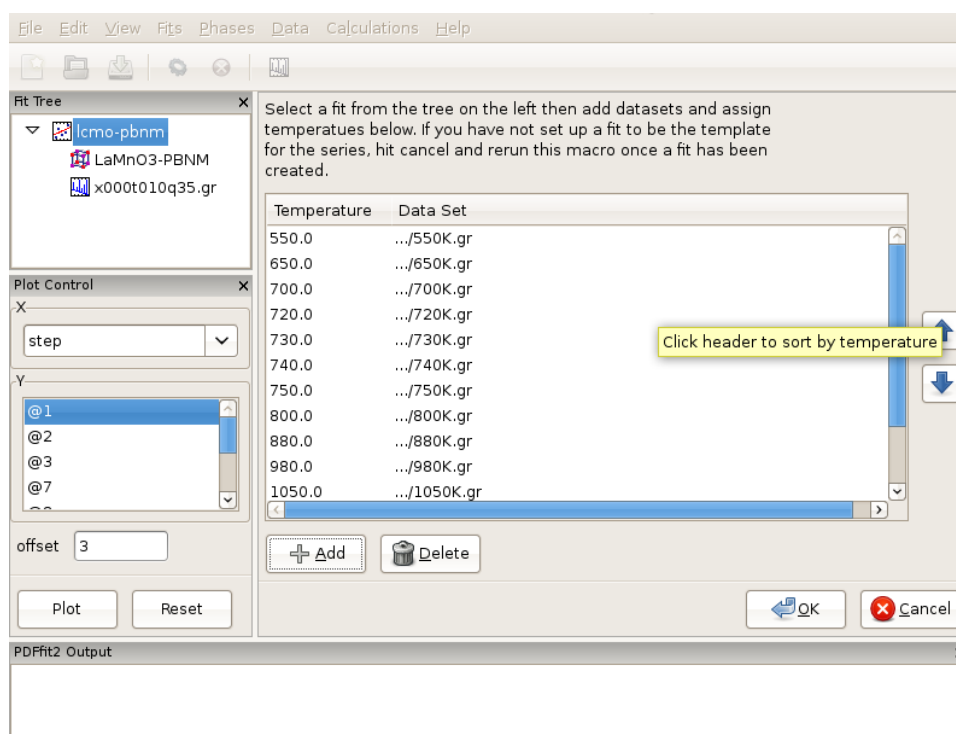 File Edit View Fits Phases Data Calculations Help
Fit Tree
lcmo-pbnm
LaMnO3-PBNM
x000t010q35.gr
Select a fit from the tree on the left then add datasets and assign
temperatues below. If you have not set up a fit to be the template
for the series, hit cancel and rerun this macro once a fit has been
created.
Temperature Data Set
550.0 .../550K.gr
650.0 .../650K.gr
700.0 .../700K.gr
720.0 .../720K.gr
730.0 .../730K.gr
740.0 .../740K.gr
750.0 .../750K.gr
800.0 .../800K.gr
880.0 .../880K.gr
980.0 .../980K.gr
1050.0 .../1050K.gr
Click header to sort by temperature
Add Delete
OK Cancel
Plot Control
X
step
Y
@1
@2
@3
@7
offset 3
Plot Reset
PDFfit2 Output